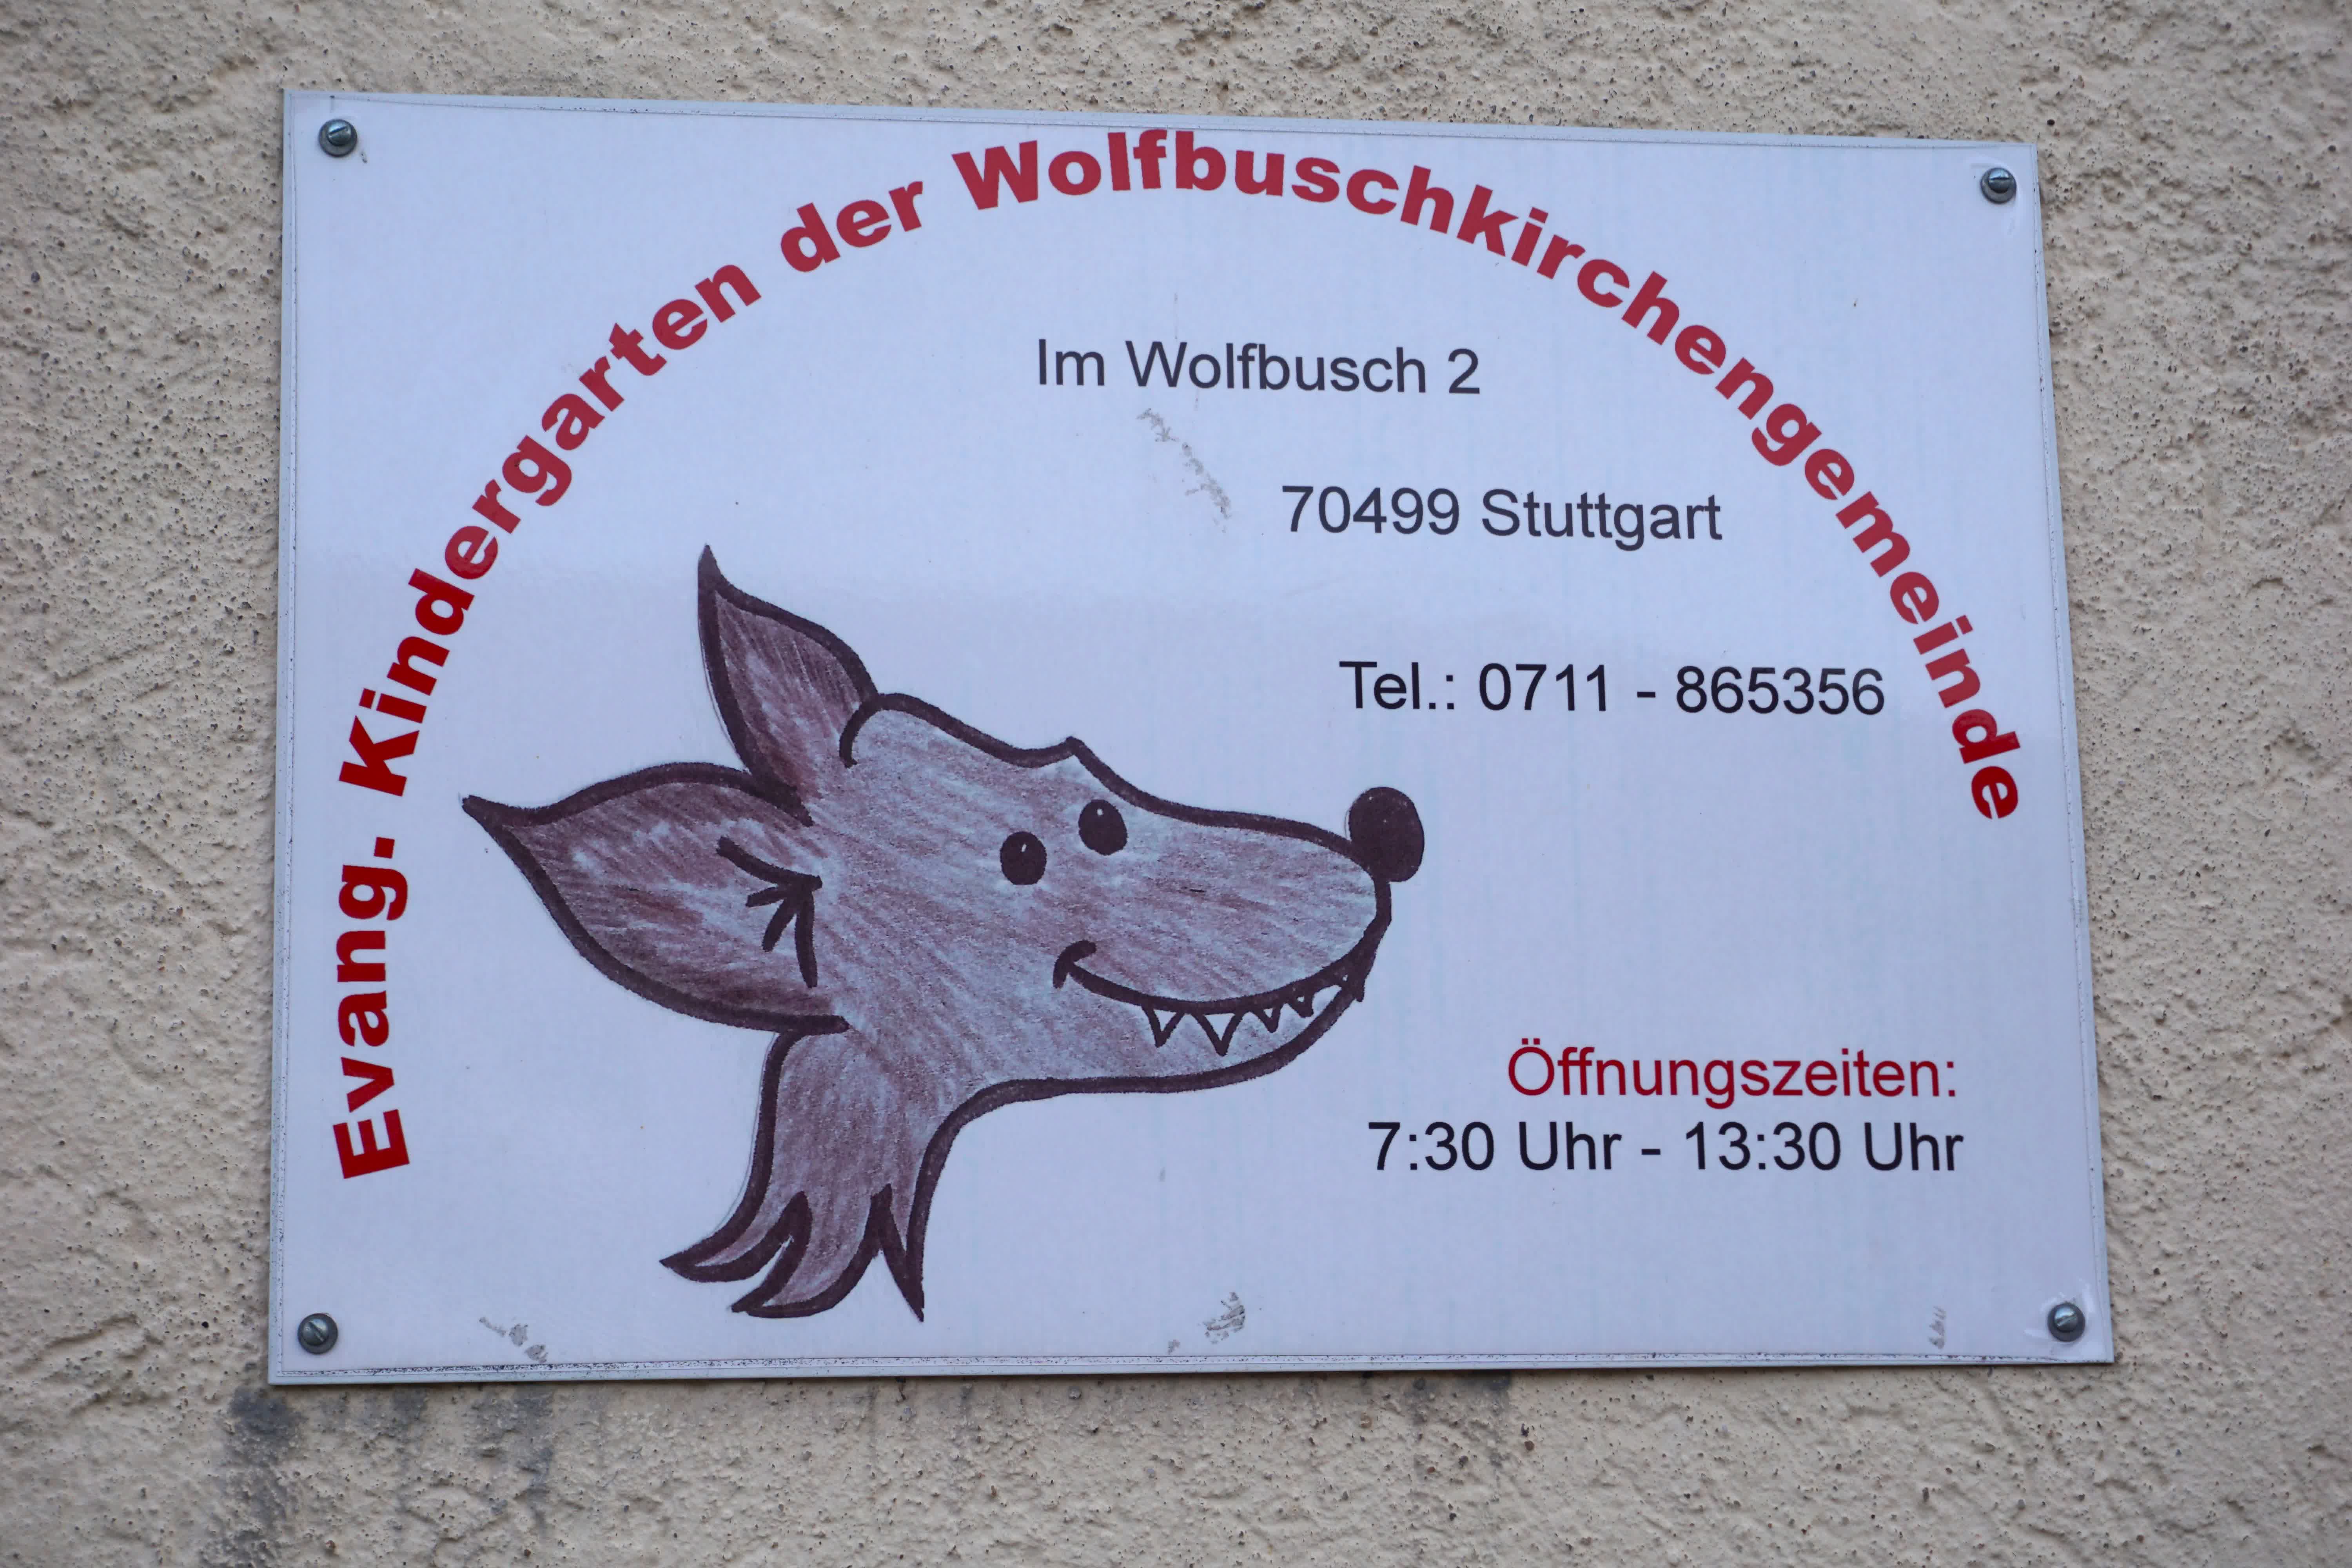 Evang. Kindergarten der Wolfbuschkirchengemeinde
Im Wolfbusch 2
70499 Stuttgart
Tel.: 0711 - 865356
Öffnungszeiten:
7:30 Uhr - 13:30 Uhr